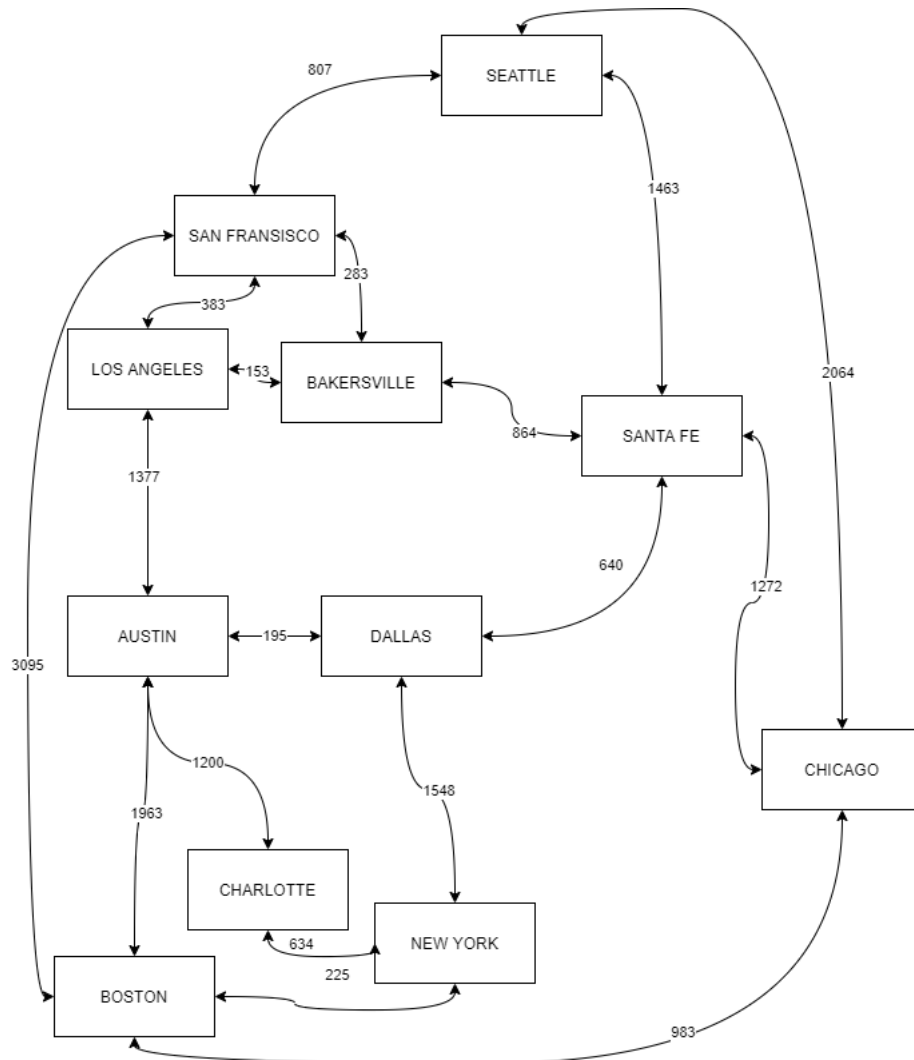 SEATTLE
807
1463
SAN FRANSISCO
283
383
LOS ANGELES
153
BAKERSVILLE
2064
864
SANTA FE
1377
640
1272
AUSTIN
195
DALLAS
3095
1200
1548
CHICAGO
1963
CHARLOTTE
634
NEW YORK
225
BOSTON
983